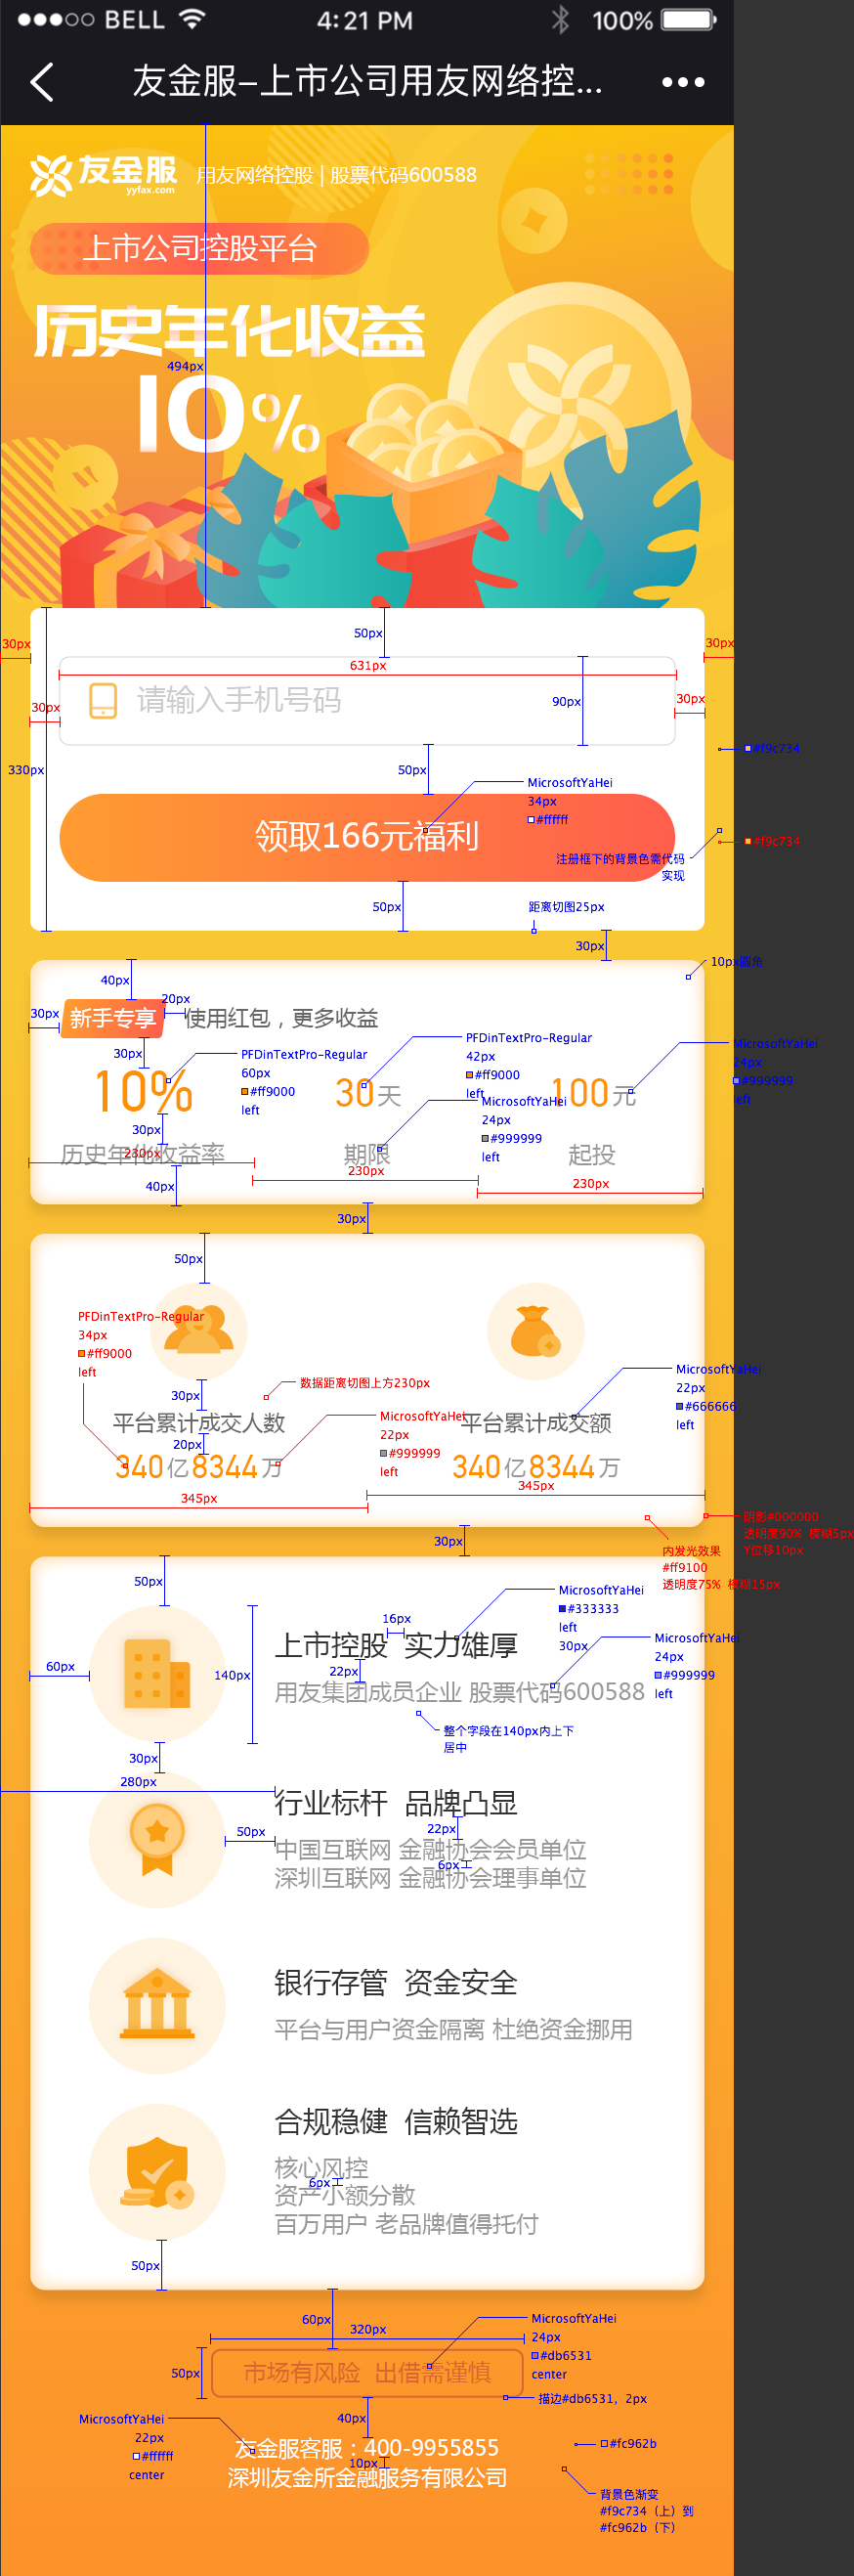 BELL 4:21 PM 100%
友金服-上市公司用友网络控...
友金服
yyfax.com
用友网络控股 | 股票代码600588
上市公司控股平台
历史年化收益
494px
10%
50px
30px
30px
631px
请输入手机号码
90px
30px
30px
#f9c734
330px
50px
MicrosoftYaHei
34px
#ffffff
领取166元福利
#f9c734
注册框下的背景色需代码
实现
50px
距离切图25px
30px
10px圆角
40px
20px
30px
新手专享
使用红包，更多收益
30px
PFDinTextPro-Regular
60px
#ff9000
left
PFDinTextPro-Regular
42px
#ff9000
left
MicrosoftYaHei
24px
#999999
left
10%
30天
100元
MicrosoftYaHei
24px
#999999
left
30px
历史年化收益率
期限
起投
230px
230px
230px
40px
30px
50px
PFDinTextPro-Regular
34px
#ff9000
left
MicrosoftYaHei
22px
#666666
left
30px
数据距离切图上方230px
平台累计成交人数
平台累计成交额
MicrosoftYaHei
22px
#999999
left
20px
340亿8344万
340亿8344万
345px
345px
阴影#000000
透明度90% 模糊5px
Y位移10px
30px
内发光效果
#ff9100
透明度75% 模糊15px
50px
MicrosoftYaHei
#333333
left
30px
16px
上市控股 实力雄厚
MicrosoftYaHei
24px
#999999
left
60px
140px
22px
用友集团成员企业 股票代码600588
整个字段在140px内上下
居中
30px
280px
行业标杆 品牌凸显
50px
22px
中国互联网 金融协会会员单位
6px
深圳互联网 金融协会理事单位
银行存管 资金安全
平台与用户资金隔离 杜绝资金挪用
合规稳健 信赖智选
核心风控
6px
资产小额分散
百万用户 老品牌值得托付
50px
60px
320px
MicrosoftYaHei
24px
#db6531
center
50px
市场有风险 出借需谨慎
描边#db6531，2px
40px
MicrosoftYaHei
22px
#ffffff
center
友金服客服：400-9955855
#fc962b
10px
深圳友金所金融服务有限公司
背景色渐变
#f9c734（上）到
#fc962b（下）